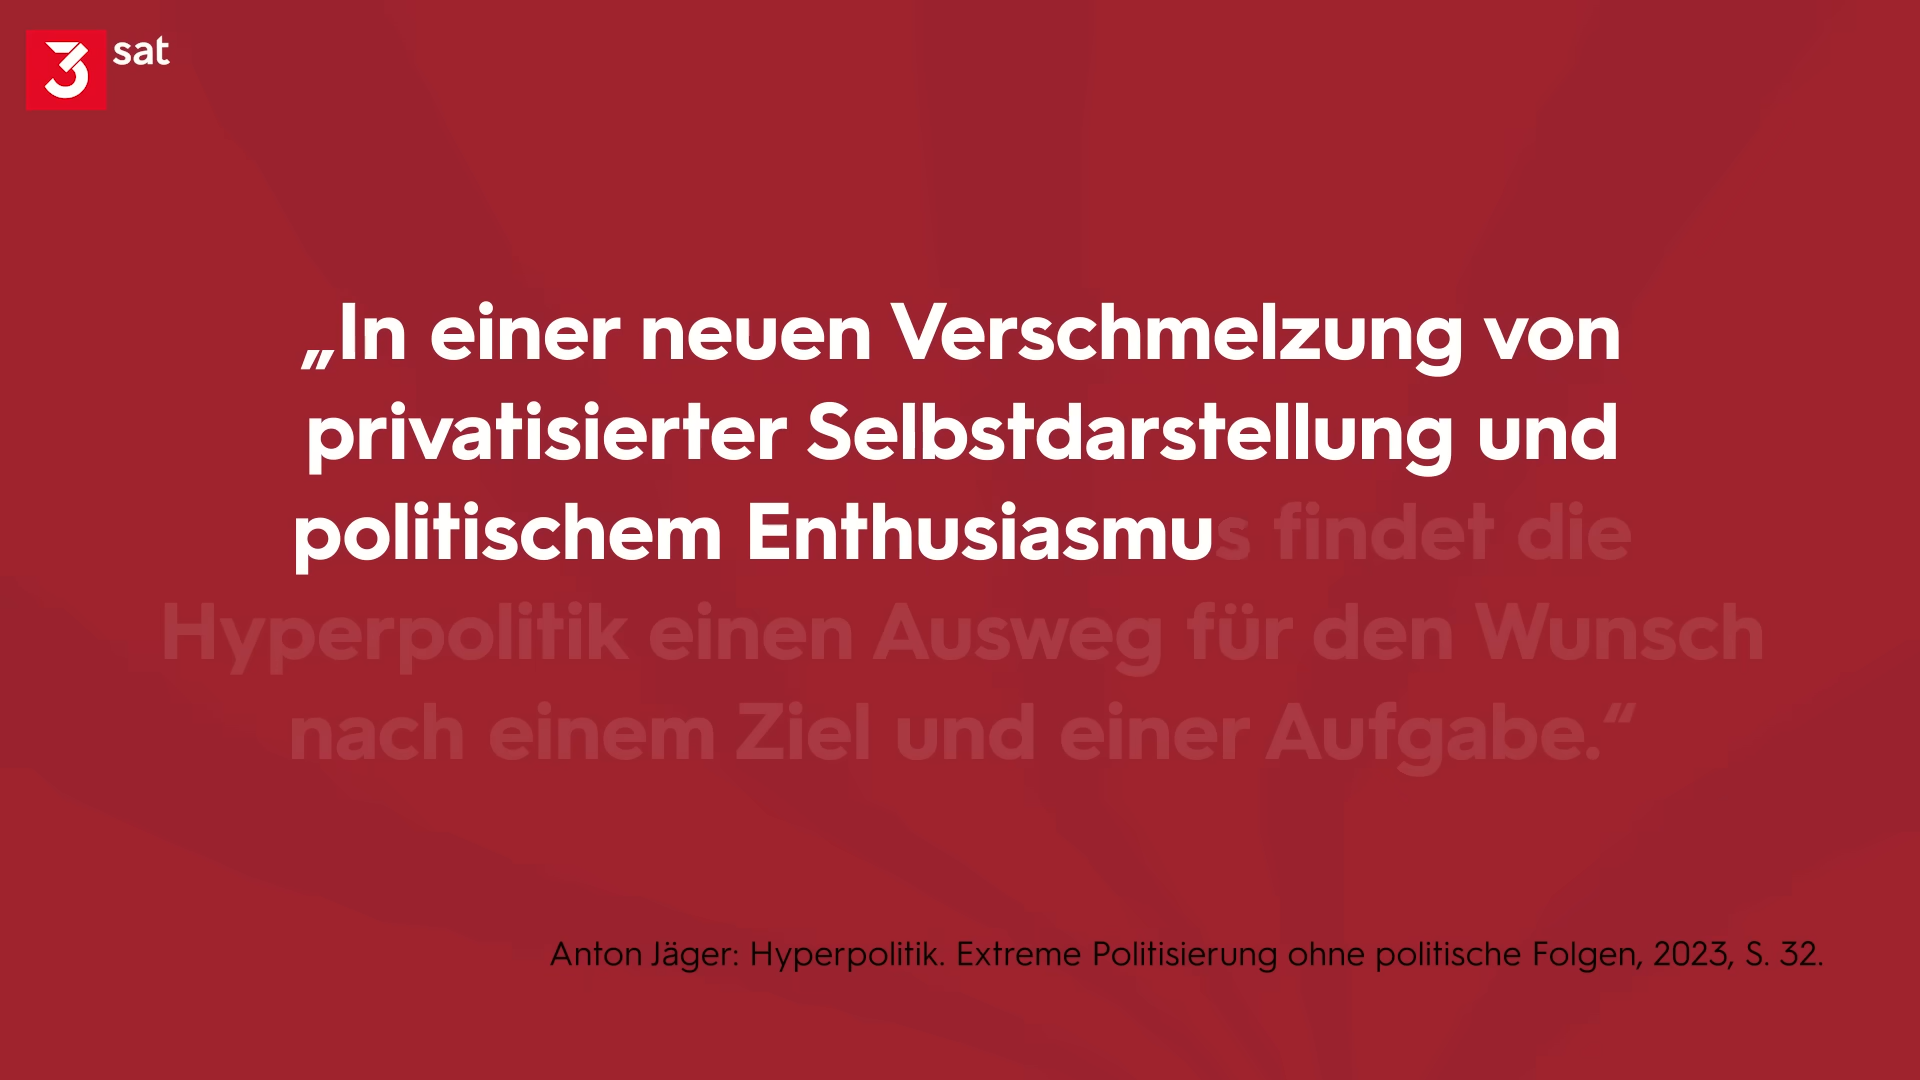 3sat
„In einer neuen Verschmelzung von
privatisierter Selbstdarstellung und
politischem Enthusiasmus findet die
Hyperpolitik einen Ausweg für den Wunsch
nach einem Ziel und einer Aufgabe.“
Anton Jäger: Hyperpolitik. Extreme Politisierung ohne politische Folgen, 2023, S. 32.